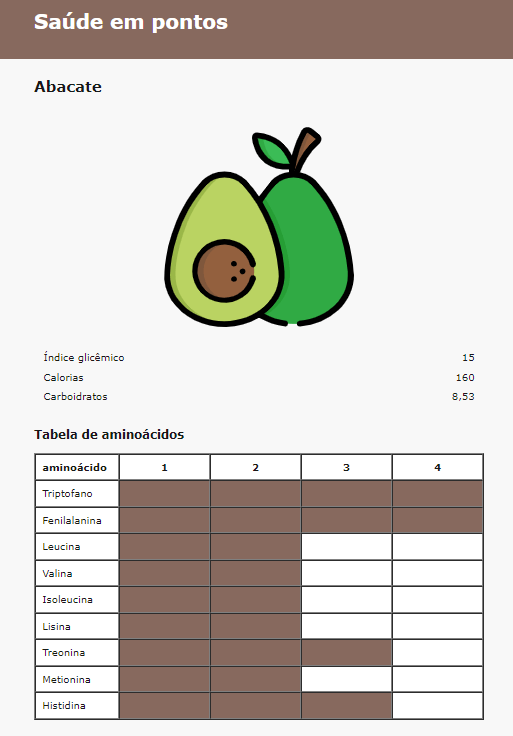 Saúde em pontos
Abacate
Índice glicêmico 15
Calorias 160
Carboidratos 8,53
Tabela de aminoácidos
aminoácido 1 2 3 4
Triptofano
Fenilalanina
Leucina
Valina
Isoleucina
Lisina
Treonina
Metionina
Histidina